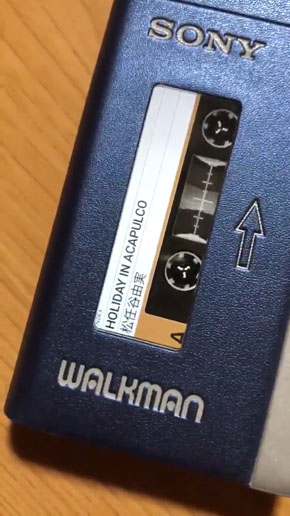 SONY
HOLIDAY IN ACAPULCO
松任谷由実
A
WALKMAN